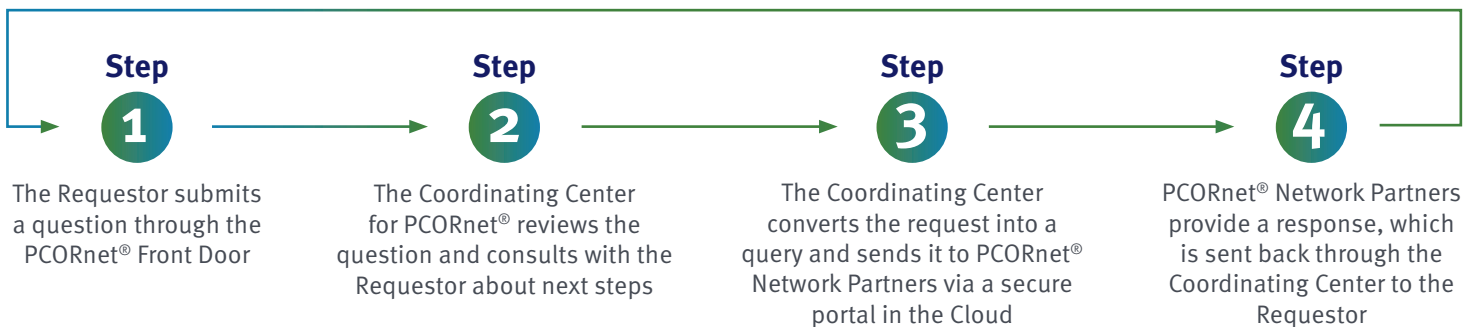 Step
1
The Requestor submits
a question through the
PCORnet® Front Door
Step
2
The Coordinating Center
for PCORnet® reviews the
question and consults with the
Requestor about next steps
Step
3
The Coordinating Center
converts the request into a
query and sends it to PCORnet®
Network Partners via a secure
portal in the Cloud
Step
4
PCORnet® Network Partners
provide a response, which
is sent back through the
Coordinating Center to the
Requestor